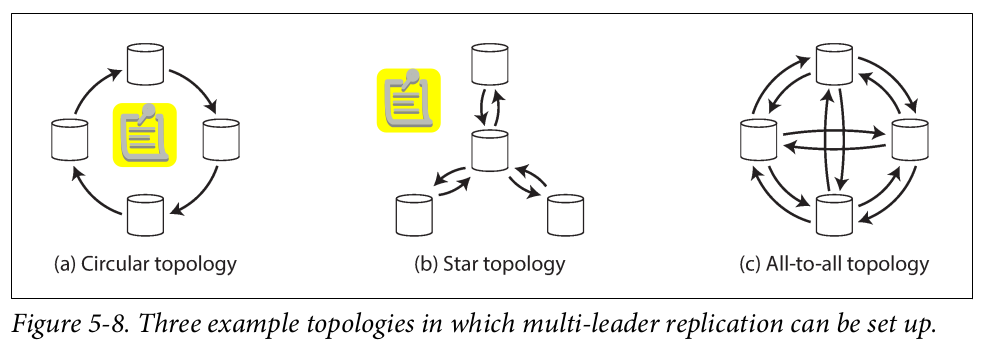 (a) Circular topology
(b) Star topology
(c) All-to-all topology
Figure 5-8. Three example topologies in which multi-leader replication can be set up.